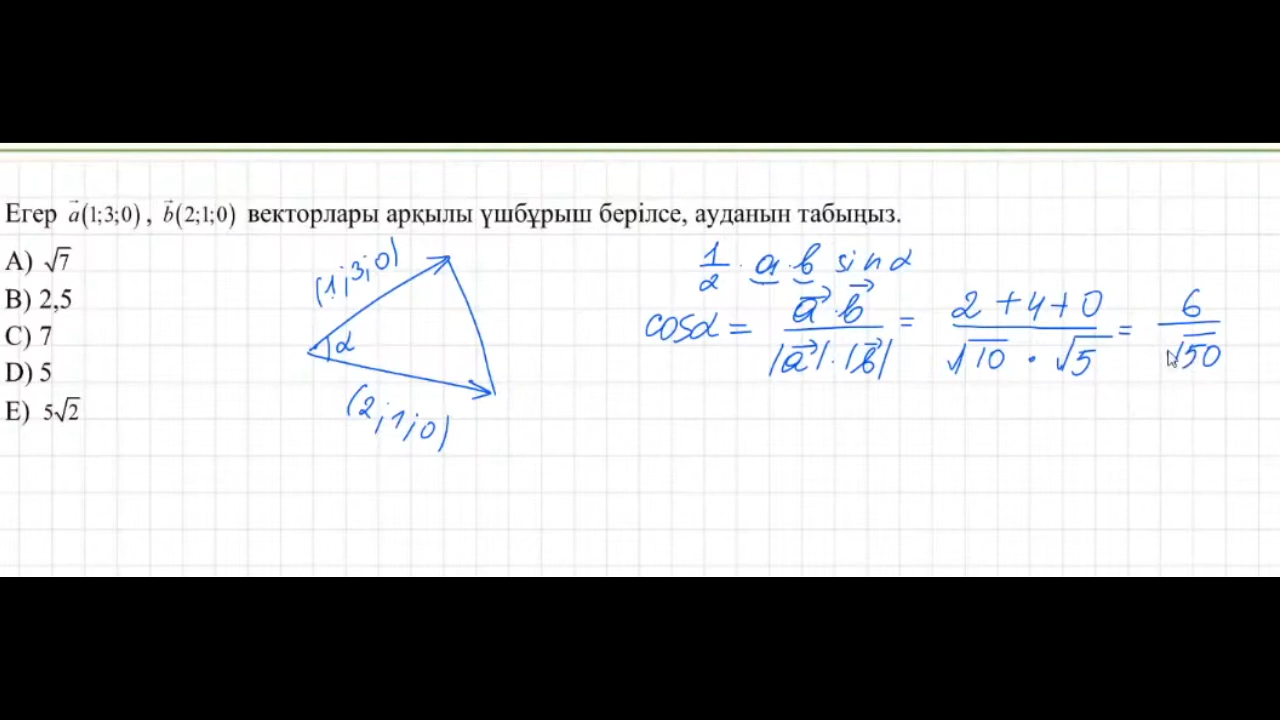 Егер a⃗(1;3;0), b⃗(2;1;0) векторлары арқылы үшбұрыш берілсе, ауданын табыңыз.
A) √7
B) 2,5
C) 7
D) 5
E) 5√2
(1;3;0)
α
(2;1;0)
1/2 · a · b sin α
cosα = a⃗ · b⃗ / |a⃗| · |b⃗| = 2+4+0 / √10 · √5 = 6 / √50